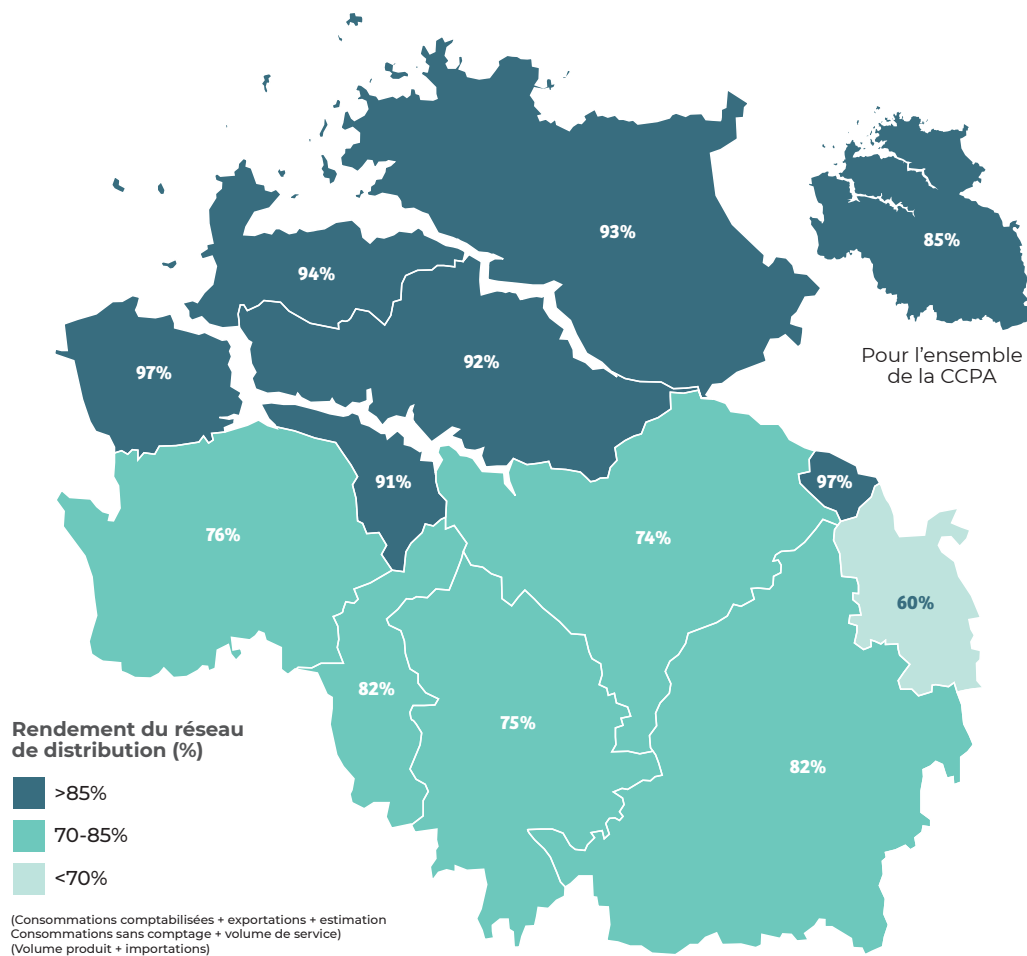 93%
94%
85%
Pour l'ensemble
de la CCPA
92%
97%
91%
97%
76%
74%
60%
82%
75%
82%
Rendement du réseau
de distribution (%)
>85%
70-85%
<70%
(Consommations comptabilisées + exportations + estimation
Consommations sans comptage + volume de service)
(Volume produit + importations)